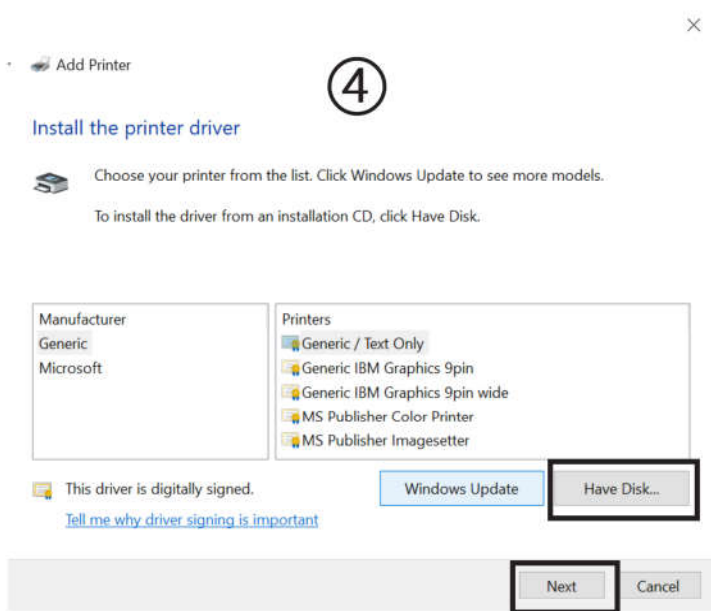 Add Printer
④
Install the printer driver
Choose your printer from the list. Click Windows Update to see more models.
To install the driver from an installation CD, click Have Disk.
Manufacturer
Generic
Microsoft
Printers
Generic / Text Only
Generic IBM Graphics 9pin
Generic IBM Graphics 9pin wide
MS Publisher Color Printer
MS Publisher Imagesetter
This driver is digitally signed.
Tell me why driver signing is important
Windows Update
Have Disk...
Next
Cancel